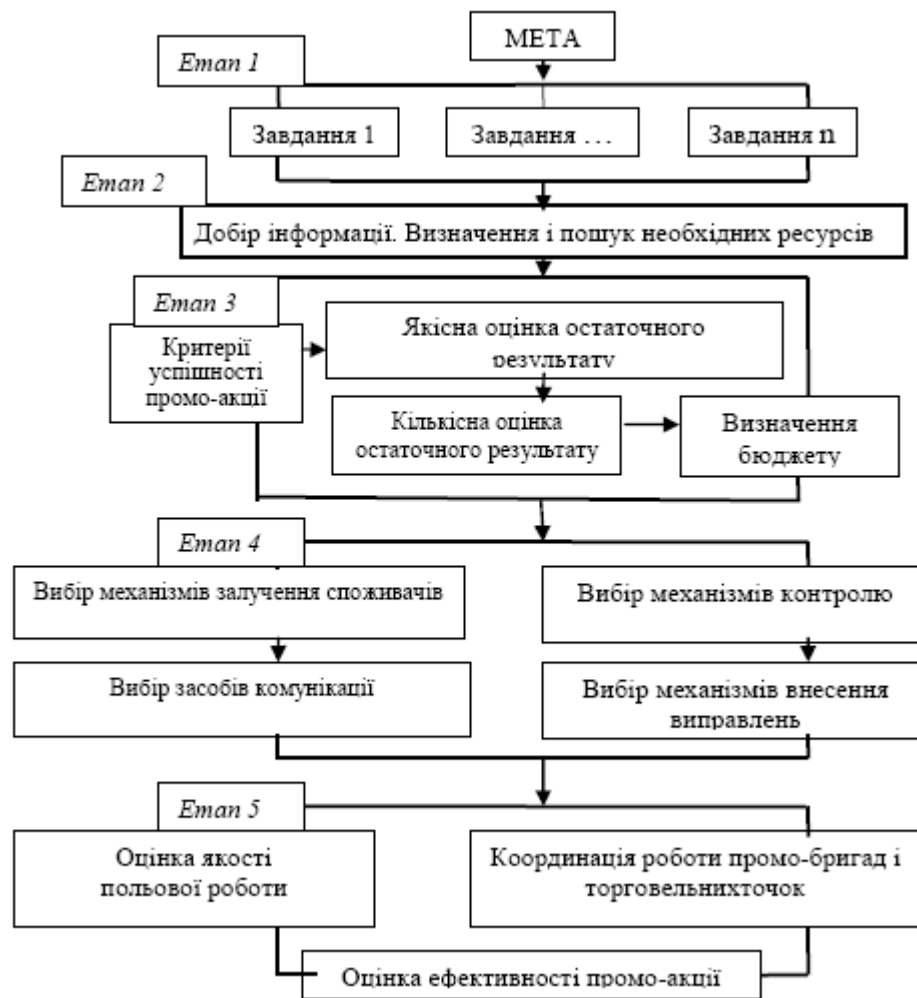 МЕТА
Етап 1
Завдання 1
Завдання …
Завдання n
Етап 2
Добір інформації. Визначення і пошук необхідних ресурсів
Етап 3
Якісна оцінка остаточного
результату
Критерії
успішності
промо-акції
Кількісна оцінка
остаточного результату
Визначення
бюджету
Етап 4
Вибір механізмів залучення споживачів
Вибір механізмів контролю
Вибір засобів комунікації
Вибір механізмів внесення
виправлень
Етап 5
Оцінка якості
польової роботи
Координація роботи промо-бригад і
торговельнихточок
Оцінка ефективності промо-акції